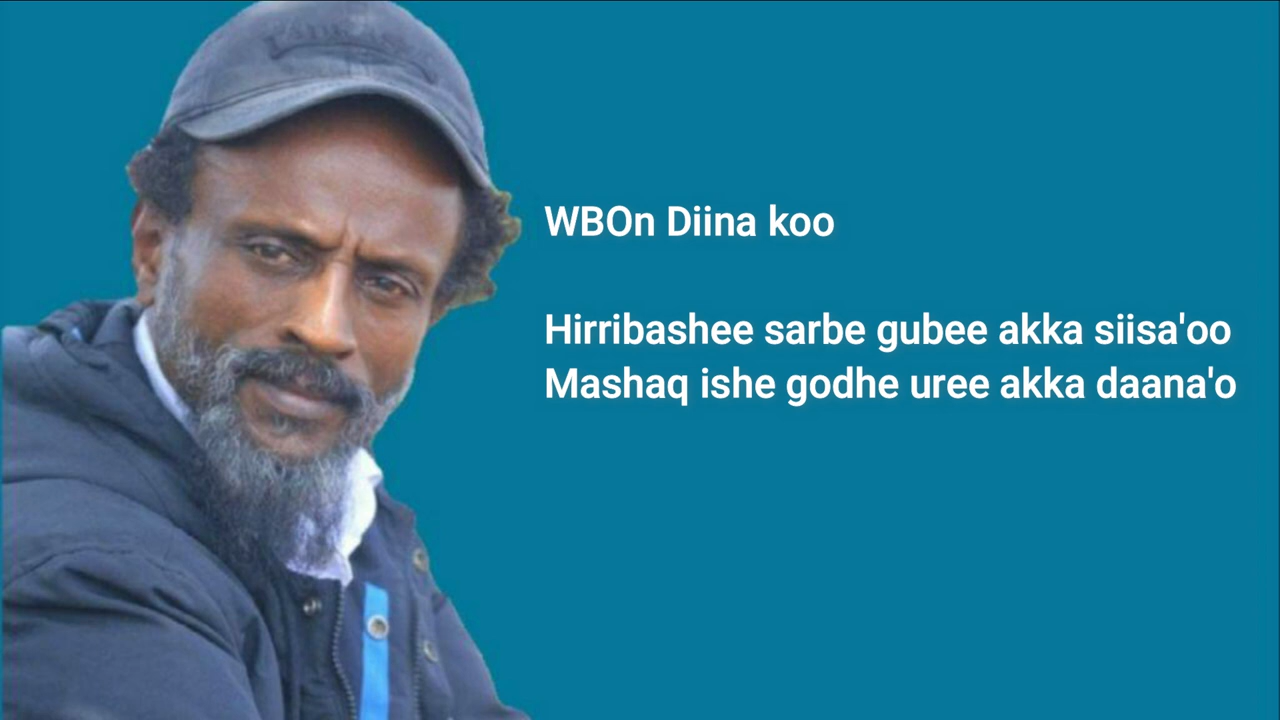 WBOn Diina koo
Hirribashee sarbe gubee akka siisa'oo
Mashaq ishe godhe uree akka daana'o